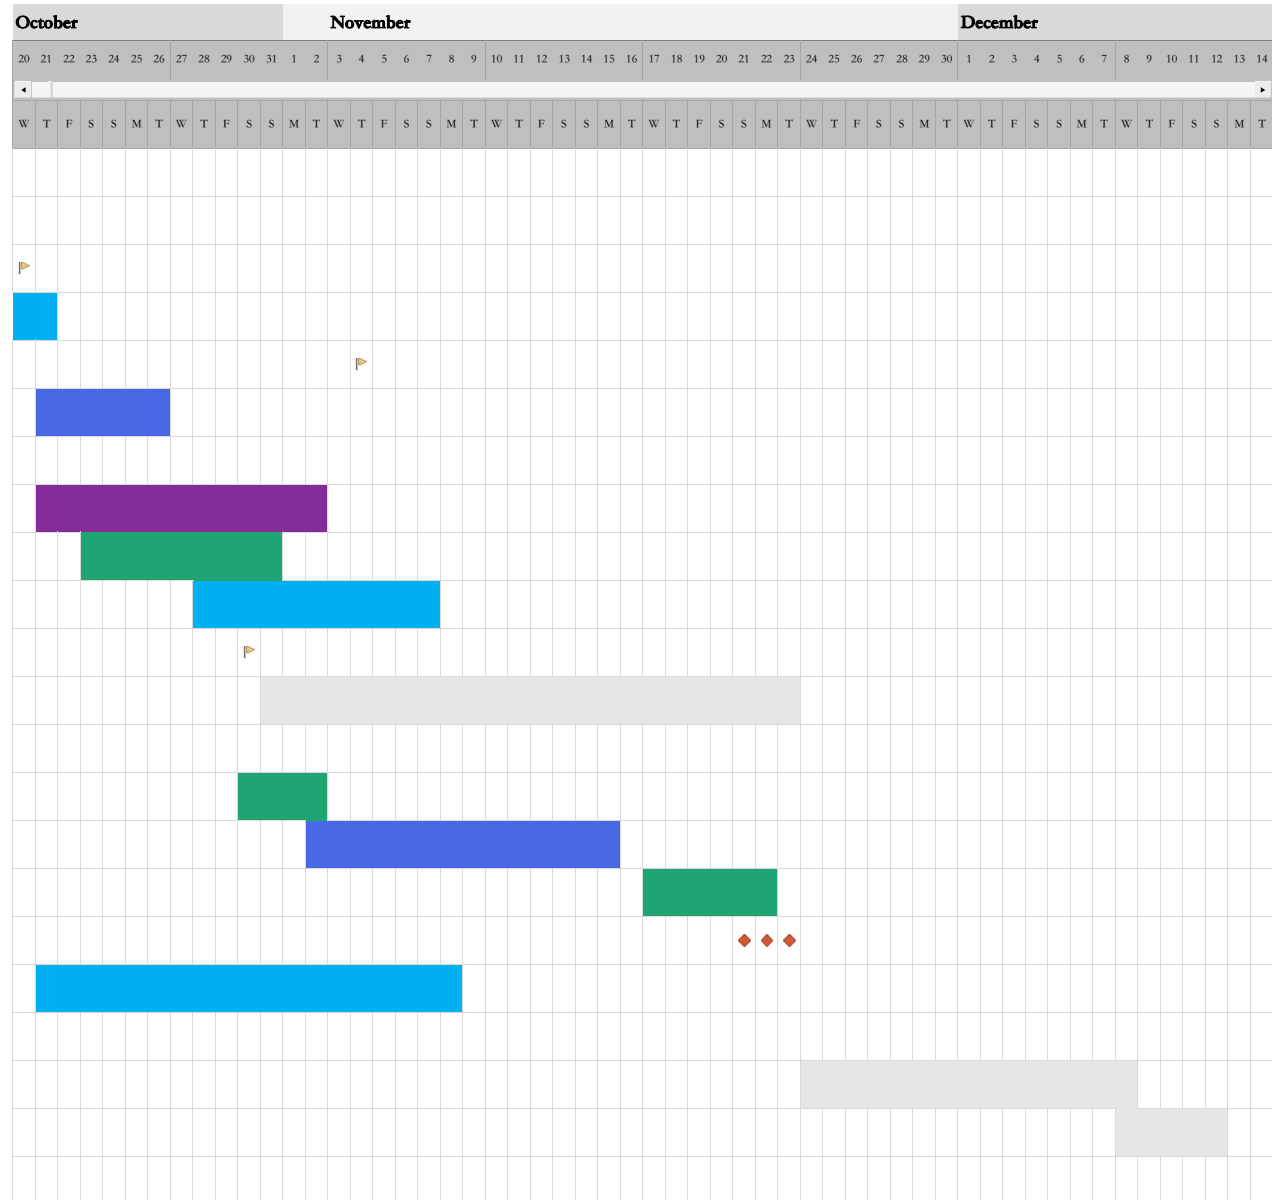 October November December
20 21 22 23 24 25 26 27 28 29 30 31 1 2 3 4 5 6 7 8 9 10 11 12 13 14 15 16 17 18 19 20 21 22 23 24 25 26 27 28 29 30 1 2 3 4 5 6 7 8 9 10 11 12 13 14
W T F S S M T W T F S S M T W T F S S M T W T F S S M T W T F S S M T W T F S S M T W T F S S M T W T F S S M T